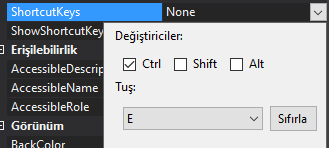 ShortcutKeys None
ShowShortcutKey
Değiştiriciler:
Ctrl Shift Alt
Erişilebilirlik
AccessibleDescrip
AccessibleName
Tuş:
AccessibleRole
E Sıfırla
Görünüm
BackColor